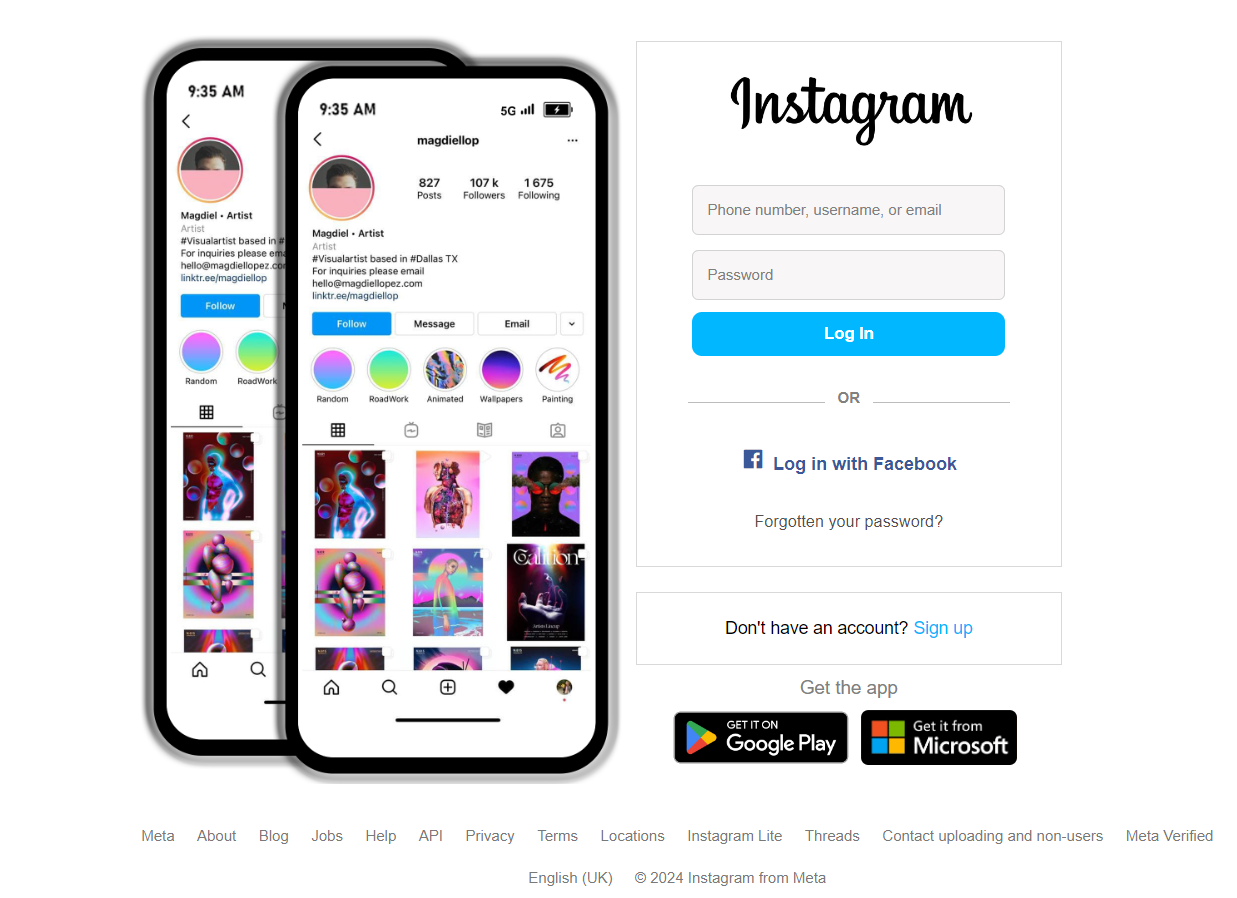 9:35 AM
Magdiel • Artist
Artist
#Visualartist based in #
For inquiries please em
hello@magdiellopez.co
linktr.ee/magdiellop
Follow
Random
RoadWork
9:35 AM
5G
magdiellop
827
107 k
1 675
Posts
Followers
Following
Magdiel • Artist
Artist
#Visualartist based in #Dallas TX
For inquiries please email
hello@magdiellopez.com
linktr.ee/magdiellop
Follow
Message
Email
Random
RoadWork
Animated
Wallpapers
Painting
Instagram
Phone number, username, or email
Password
Log In
OR
Log in with Facebook
Forgotten your password?
Don't have an account? Sign up
Get the app
GET IT ON
Google Play
Get it from
Microsoft
Meta About Blog Jobs Help API Privacy Terms Locations Instagram Lite Threads Contact uploading and non-users Meta Verified
English (UK) © 2024 Instagram from Meta